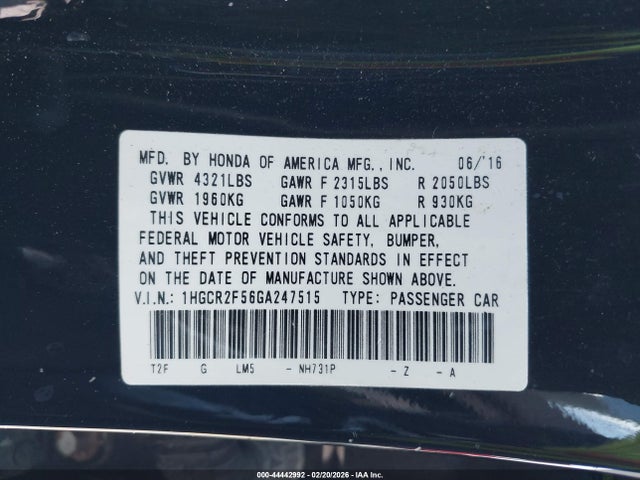 MFD. BY HONDA OF AMERICA MFG., INC. 06/'16
GVWR 4321LBS GAWR F 2315LBS R 2050LBS
GVWR 1960KG GAWR F 1050KG R 930KG
THIS VEHICLE CONFORMS TO ALL APPLICABLE
FEDERAL MOTOR VEHICLE SAFETY, BUMPER,
AND THEFT PREVENTION STANDARDS IN EFFECT
ON THE DATE OF MANUFACTURE SHOWN ABOVE.
V.I.N.: 1HGCR2F56GA247515 TYPE: PASSENGER CAR
T2F G LM5 - NH731P - Z - A
000-44442992 - 02/20/2026 - IAA Inc.